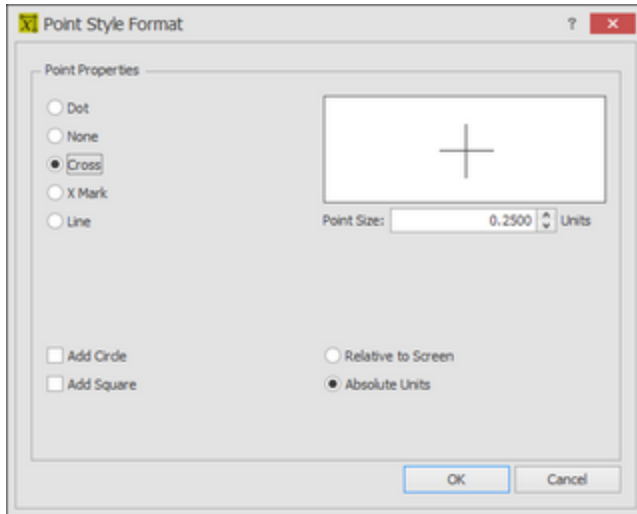 Point Style Format
Point Properties
Dot
None
Cross
X Mark
Line
Point Size: 0.2500 Units
Add Circle
Add Square
Relative to Screen
Absolute Units
OK Cancel